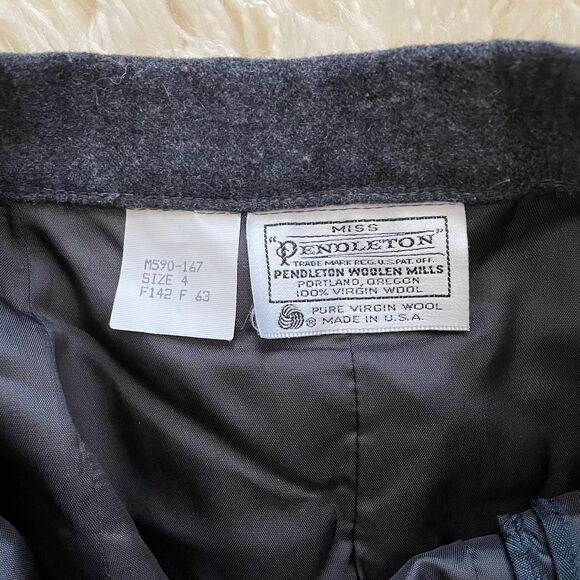 M590-167
SIZE 4
F142 F 63
MISS
"PENDLETON"
TRADE MARK REG. U.S. PAT. OFF.
PENDLETON WOOLEN MILLS
PORTLAND, OREGON
100% VIRGIN WOOL
PURE VIRGIN WOOL
® MADE IN U.S.A.